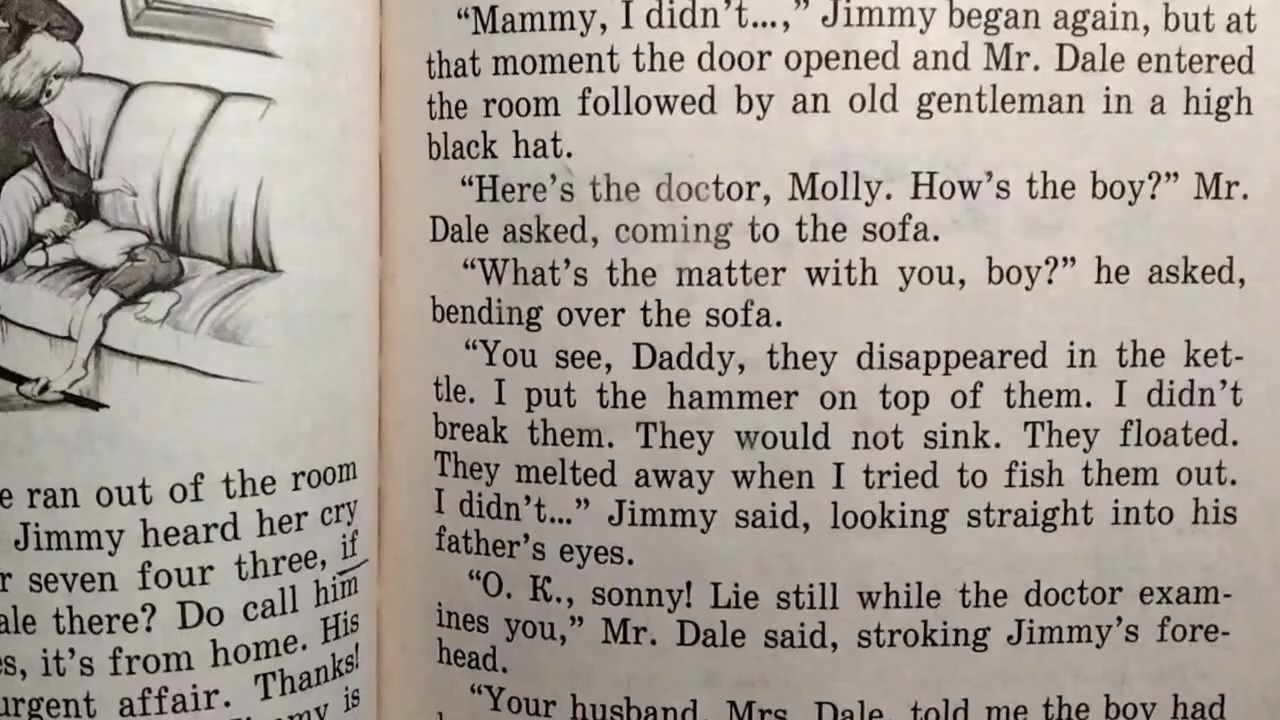 e ran out of the room
Jimmy heard her cry
r seven four three, if
ale there? Do call him
s, it's from home. His
urgent affair. Thanks!
my is
“Mammy, I didn't...,” Jimmy began again, but at
that moment the door opened and Mr. Dale entered
the room followed by an old gentleman in a high
black hat.
“Here's the doctor, Molly. How's the boy?” Mr.
Dale asked, coming to the sofa.
“What's the matter with you, boy?” he asked,
bending over the sofa.
“You see, Daddy, they disappeared in the ket-
tle. I put the hammer on top of them. I didn't
break them. They would not sink. They floated.
They melted away when I tried to fish them out.
I didn't...” Jimmy said, looking straight into his
father's eyes.
“O. K., sonny! Lie still while the doctor exam-
ines you,” Mr. Dale said, stroking Jimmy's fore-
head.
“Your husband, Mrs. Dale, told me the boy had